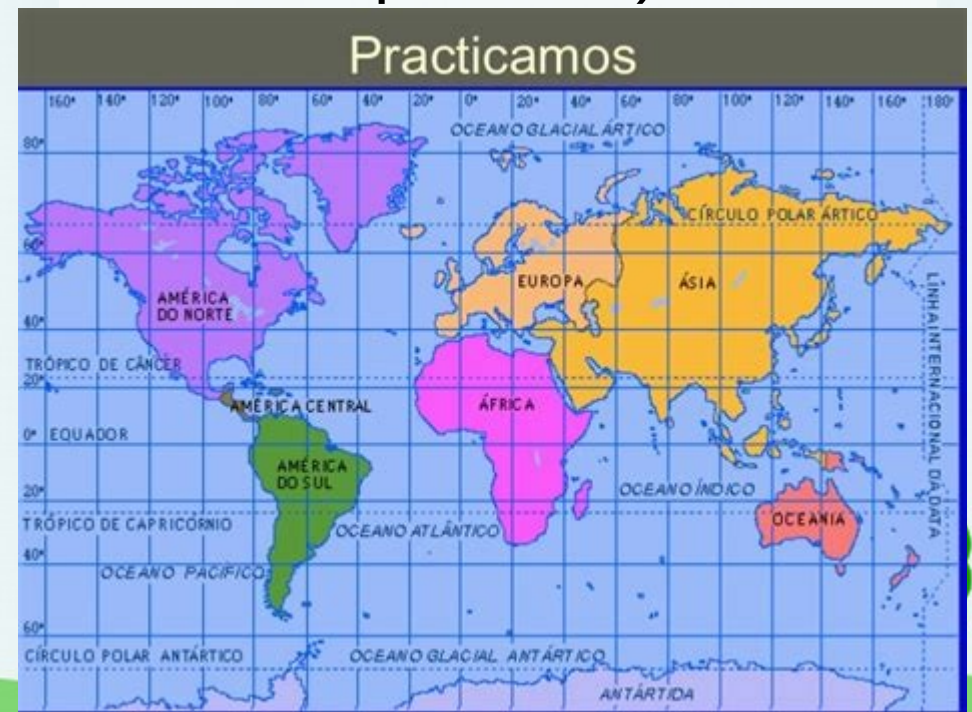 Practicamos
160° 140° 120° 100° 80° 60° 40° 20° 0° 20° 40° 60° 80° 100° 120° 140° 160° 180°
OCEANO GLACIAL ÁRTICO
80°
CÍRCULO POLAR ÁRTICO
60°
EUROPA
ÁSIA
AMÉRICA
DO NORTE
40°
TRÓPICO DE CÂNCER
20°
AMÉRICA CENTRAL
ÁFRICA
0° EQUADOR
AMÉRICA
DO SUL
LINHA INTERNACIONAL DA DATA
20°
OCEANO ÍNDICO
TRÓPICO DE CAPRICÓRNIO
OCEANO ATLÂNTICO
OCEANIA
40°
OCEANO PACÍFICO
60°
CÍRCULO POLAR ANTÁRTICO
OCEANO GLACIAL ANTÁRTICO
ANTÁRTIDA